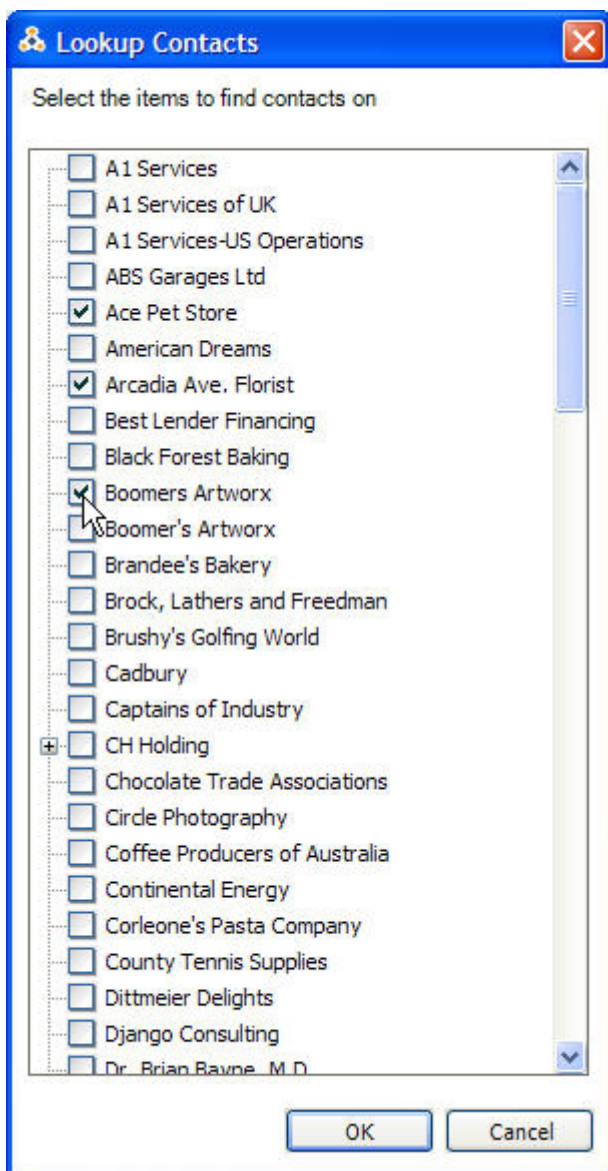 Lookup Contacts
Select the items to find contacts on
A1 Services
A1 Services of UK
A1 Services-US Operations
ABS Garages Ltd
Ace Pet Store
American Dreams
Arcadia Ave. Florist
Best Lender Financing
Black Forest Baking
Boomers Artworx
Boomer's Artworx
Brandee's Bakery
Brock, Lathers and Freedman
Brushy's Golfing World
Cadbury
Captains of Industry
CH Holding
Chocolate Trade Associations
Circle Photography
Coffee Producers of Australia
Continental Energy
Corleone's Pasta Company
County Tennis Supplies
Dittmeier Delights
Django Consulting
Dr. Brian Bayne, M.D.
OK Cancel